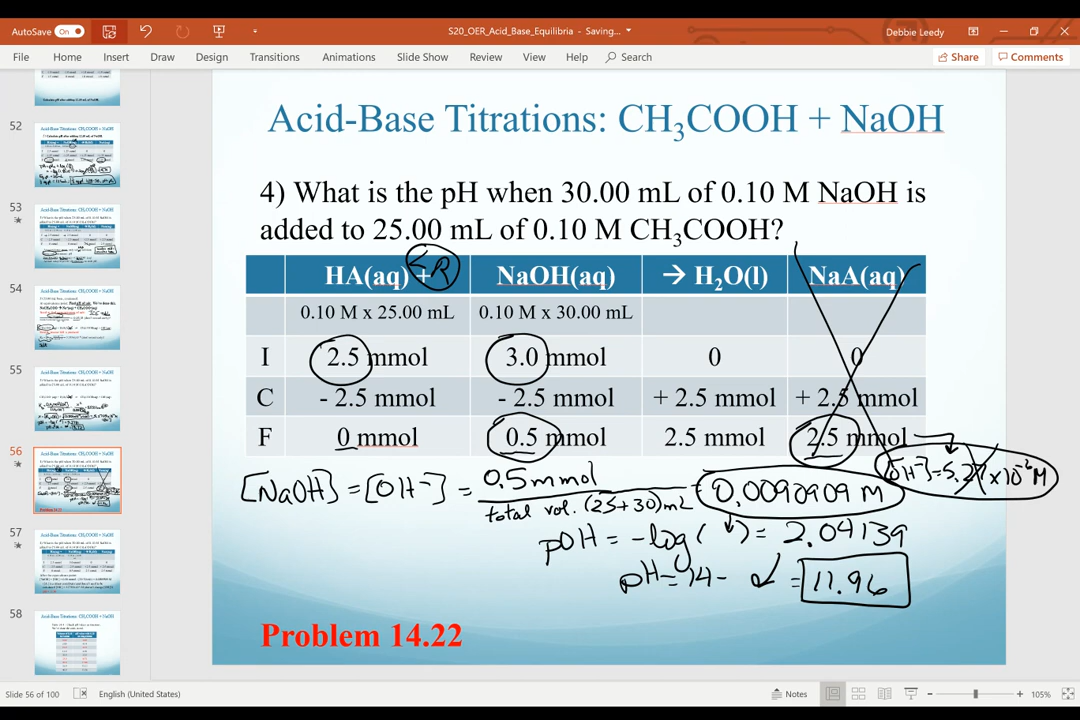 AutoSave On
S20_OER_Acid_Base_Equilibria - Saving...
Debbie Leedy
File Home Insert Draw Design Transitions Animations Slide Show Review View Help Search Share Comments
52
53
54
55
56
57
58
Acid-Base Titrations: CH₃COOH + NaOH
4) What is the pH when 30.00 mL of 0.10 M NaOH is
added to 25.00 mL of 0.10 M CH₃COOH?
HA(aq) + NaOH(aq) → H₂O(l) NaA(aq)
R
0.10 M x 25.00 mL 0.10 M x 30.00 mL
I 2.5 mmol 3.0 mmol 0 0
C - 2.5 mmol - 2.5 mmol + 2.5 mmol + 2.5 mmol
F 0 mmol 0.5 mmol 2.5 mmol 2.5 mmol
[NaOH] = [OH⁻] = 0.5 mmol
total vol. (25+30) mL
= 0.0090909 M
[OH⁻] = 5.27 x 10⁻⁶ M
pOH = -log( ) = 2.04139
pH = 14 - = 11.96
Problem 14.22
Slide 56 of 100 English (United States) Notes 105%